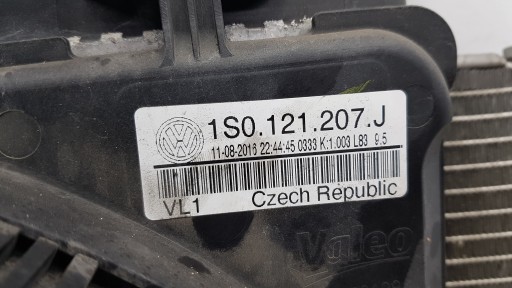 1S0.121.207.J
11-08-2016 22:44:45 0333 K:1.003 L83 9.5
VL1 Czech Republic
Valeo